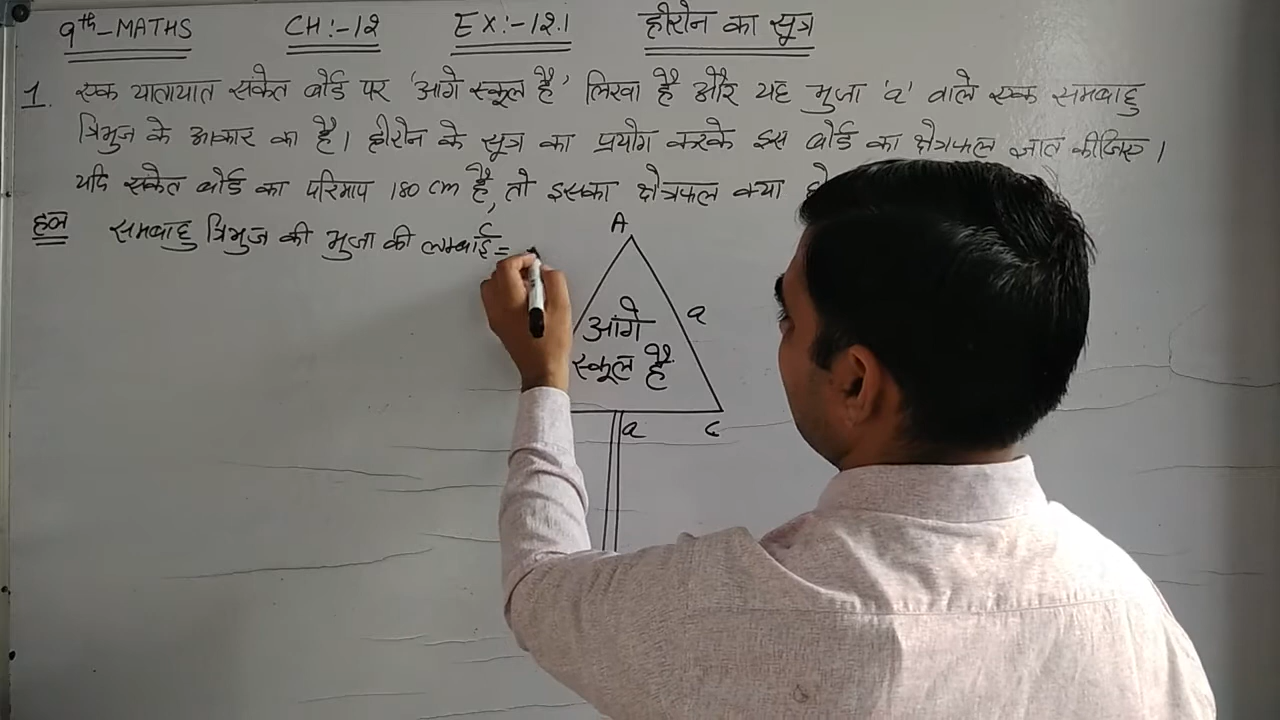 9th-MATHS CH:-12 EX:-12.1 हीरोन का सूत्र
1. एक यातायात संकेत बोर्ड पर 'आगे स्कूल है' लिखा है और यह भुजा 'a' वाले एक समबाहु
त्रिभुज के आकार का है। हीरोन के सूत्र का प्रयोग करके इस बोर्ड का क्षेत्रफल ज्ञात कीजिए।
यदि संकेत बोर्ड का परिमाप 180 cm है, तो इसका क्षेत्रफल क्या
हल समबाहु त्रिभुज की भुजा की लम्बाई =
A
a
आगे
स्कूल है
a C